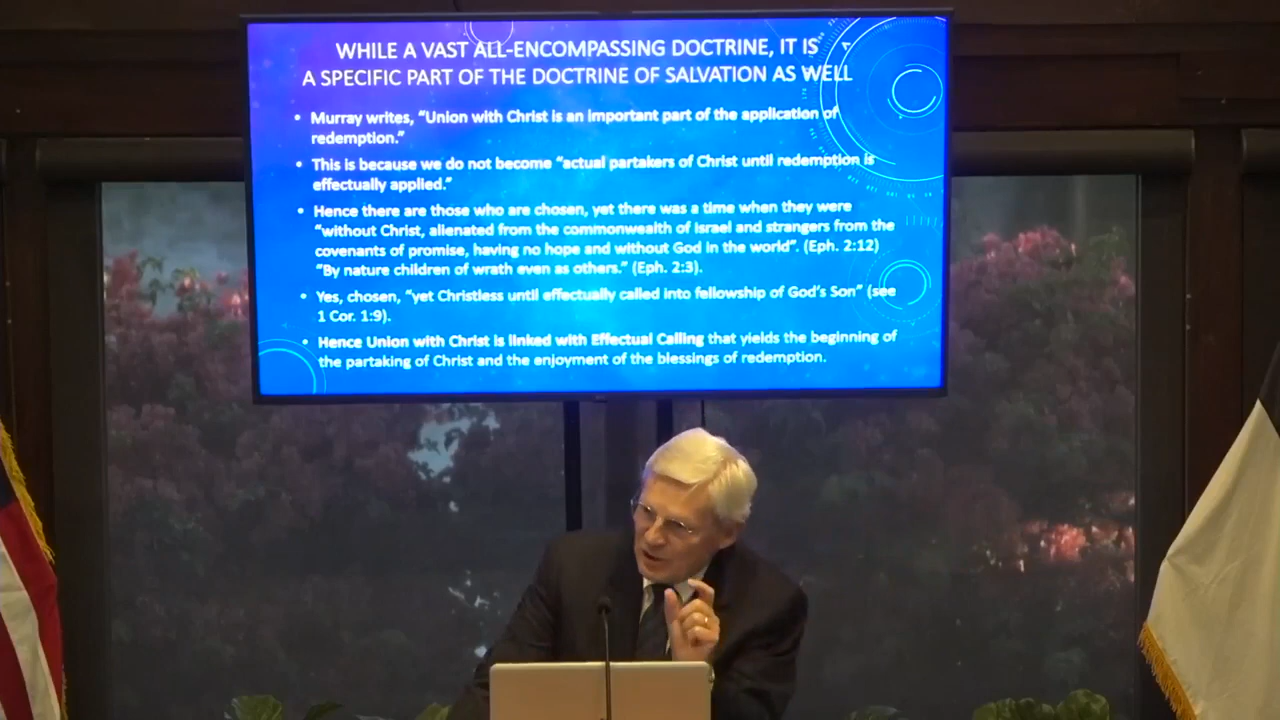 WHILE A VAST ALL-ENCOMPASSING DOCTRINE, IT IS
A SPECIFIC PART OF THE DOCTRINE OF SALVATION AS WELL
• Murray writes, “Union with Christ is an important part of the application of
redemption.”
• This is because we do not become “actual partakers of Christ until redemption is
effectually applied.”
• Hence there are those who are chosen, yet there was a time when they were
“without Christ, alienated from the commonwealth of Israel and strangers from the
covenants of promise, having no hope and without God in the world”. (Eph. 2:12)
“By nature children of wrath even as others.” (Eph. 2:3).
• Yes, chosen, “yet Christless until effectually called into fellowship of God’s Son” (see
1 Cor. 1:9).
• Hence Union with Christ is linked with Effectual Calling that yields the beginning of
the partaking of Christ and the enjoyment of the blessings of redemption.